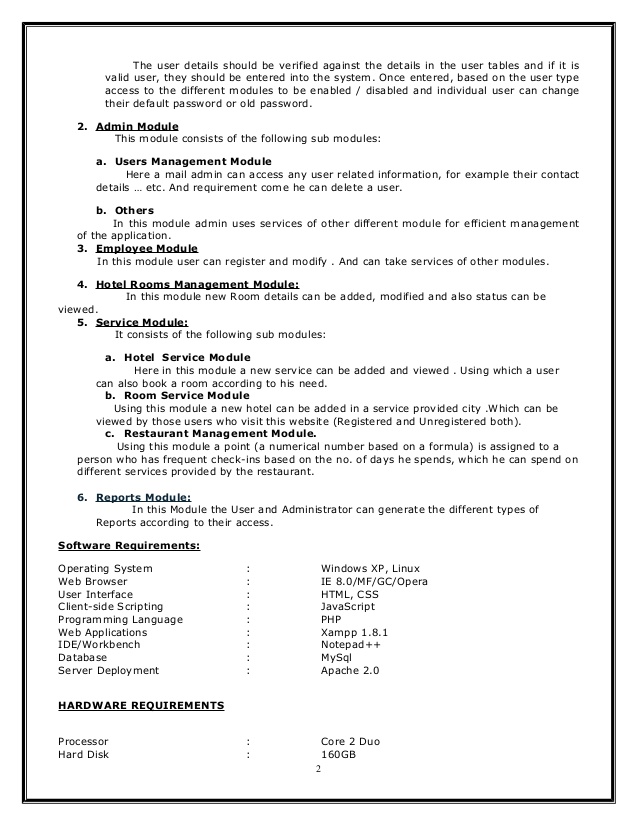 The user details should be verified against the details in the user tables and if it is
valid user, they should be entered into the system. Once entered, based on the user type
access to the different modules to be enabled / disabled and individual user can change
their default password or old password.
2. Admin Module
This module consists of the following sub modules:
a. Users Management Module
Here a mail admin can access any user related information, for example their contact
details … etc. And requirement come he can delete a user.
b. Others
In this module admin uses services of other different module for efficient management
of the application.
3. Employee Module
In this module user can register and modify . And can take services of other modules.
4. Hotel Rooms Management Module:
In this module new Room details can be added, modified and also status can be
viewed.
5. Service Module:
It consists of the following sub modules:
a. Hotel Service Module
Here in this module a new service can be added and viewed . Using which a user
can also book a room according to his need.
b. Room Service Module
Using this module a new hotel can be added in a service provided city .Which can be
viewed by those users who visit this website (Registered and Unregistered both).
c. Restaurant Management Module.
Using this module a point (a numerical number based on a formula) is assigned to a
person who has frequent check-ins based on the no. of days he spends, which he can spend on
different services provided by the restaurant.
6. Reports Module:
In this Module the User and Administrator can generate the different types of
Reports according to their access.
Software Requirements:
Operating System : Windows XP, Linux
Web Browser : IE 8.0/MF/GC/Opera
User Interface : HTML, CSS
Client-side Scripting : JavaScript
Programming Language : PHP
Web Applications : Xampp 1.8.1
IDE/Workbench : Notepad++
Database : MySql
Server Deployment : Apache 2.0
HARDWARE REQUIREMENTS
Processor : Core 2 Duo
Hard Disk : 160GB
2